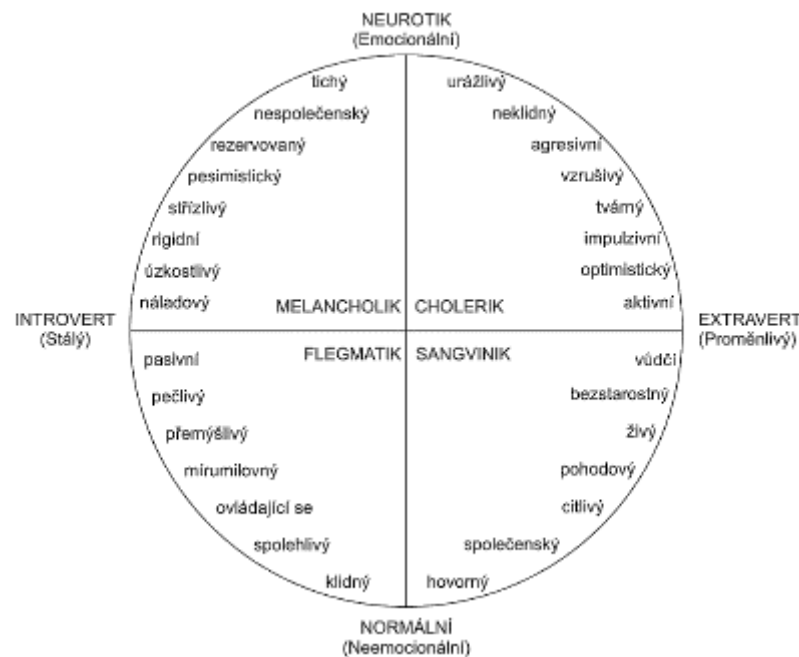 NEUROTIK
(Emocionální)
tichý
urážlivý
nespolečenský
neklidný
rezervovaný
agresivní
pesimistický
vzrušivý
střízlivý
tvárný
rigidní
impulzivní
úzkostlivý
optimistický
náladový
MELANCHOLIK
CHOLERIK
aktivní
INTROVERT
(Stálý)
EXTRAVERT
(Proměnlivý)
pasivní
FLEGMATIK
SANGVINIK
vůdčí
pečlivý
bezstarostný
přemýšlivý
živý
mírumilovný
pohodový
ovládající se
citlivý
spolehlivý
společenský
klidný
hovorný
NORMÁLNÍ
(Neemocionální)